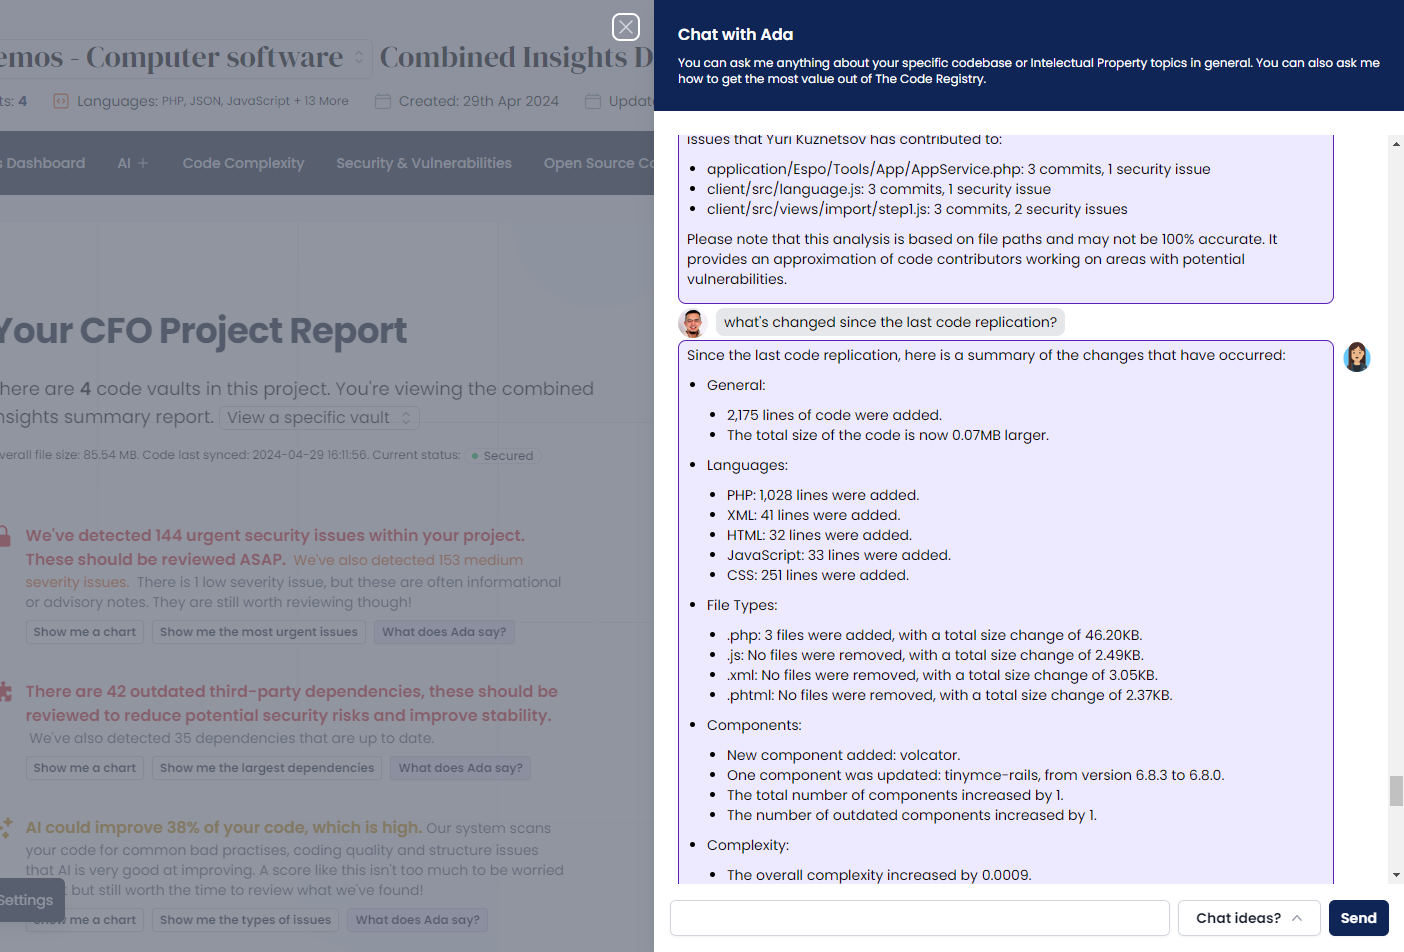 emos - Computer software Combined Insights D
ts: 4 Languages: PHP, JSON, JavaScript + 13 More Created: 29th Apr 2024 Updat
s Dashboard AI + Code Complexity Security & Vulnerabilities Open Source Co
Your CFO Project Report
here are 4 code vaults in this project. You're viewing the combined
nsights summary report. View a specific vault
verall file size: 85.54 MB. Code last synced: 2024-04-29 16:11:56. Current status: Secured
We've detected 144 urgent security issues within your project.
These should be reviewed ASAP. We've also detected 153 medium
severity issues. There is 1 low severity issue, but these are often informational
or advisory notes. They are still worth reviewing though!
Show me a chart Show me the most urgent issues What does Ada say?
There are 42 outdated third-party dependencies, these should be
reviewed to reduce potential security risks and improve stability.
We've also detected 35 dependencies that are up to date.
Show me a chart Show me the largest dependencies What does Ada say?
AI could improve 38% of your code, which is high. Our system scans
your code for common bad practises, coding quality and structure issues
that AI is very good at improving. A score like this isn't too much to be worried
but still worth the time to review what we've found!
Settings
Show me a chart Show me the types of issues What does Ada say?
Chat with Ada
You can ask me anything about your specific codebase or Intelectual Property topics in general. You can also ask me
how to get the most value out of The Code Registry.
issues that Yuri Kuznetsov has contributed to:
• application/Espo/Tools/App/AppService.php: 3 commits, 1 security issue
• client/src/language.js: 3 commits, 1 security issue
• client/src/views/import/step1.js: 3 commits, 2 security issues
Please note that this analysis is based on file paths and may not be 100% accurate. It
provides an approximation of code contributors working on areas with potential
vulnerabilities.
what's changed since the last code replication?
Since the last code replication, here is a summary of the changes that have occurred:
• General:
• 2,175 lines of code were added.
• The total size of the code is now 0.07MB larger.
• Languages:
• PHP: 1,028 lines were added.
• XML: 41 lines were added.
• HTML: 32 lines were added.
• JavaScript: 33 lines were added.
• CSS: 251 lines were added.
• File Types:
• .php: 3 files were added, with a total size change of 46.20KB.
• .js: No files were removed, with a total size change of 2.49KB.
• .xml: No files were removed, with a total size change of 3.05KB.
• .phtml: No files were removed, with a total size change of 2.37KB.
• Components:
• New component added: volcator.
• One component was updated: tinymce-rails, from version 6.8.3 to 6.8.0.
• The total number of components increased by 1.
• The number of outdated components increased by 1.
• Complexity:
• The overall complexity increased by 0.0009.
Chat ideas? Send